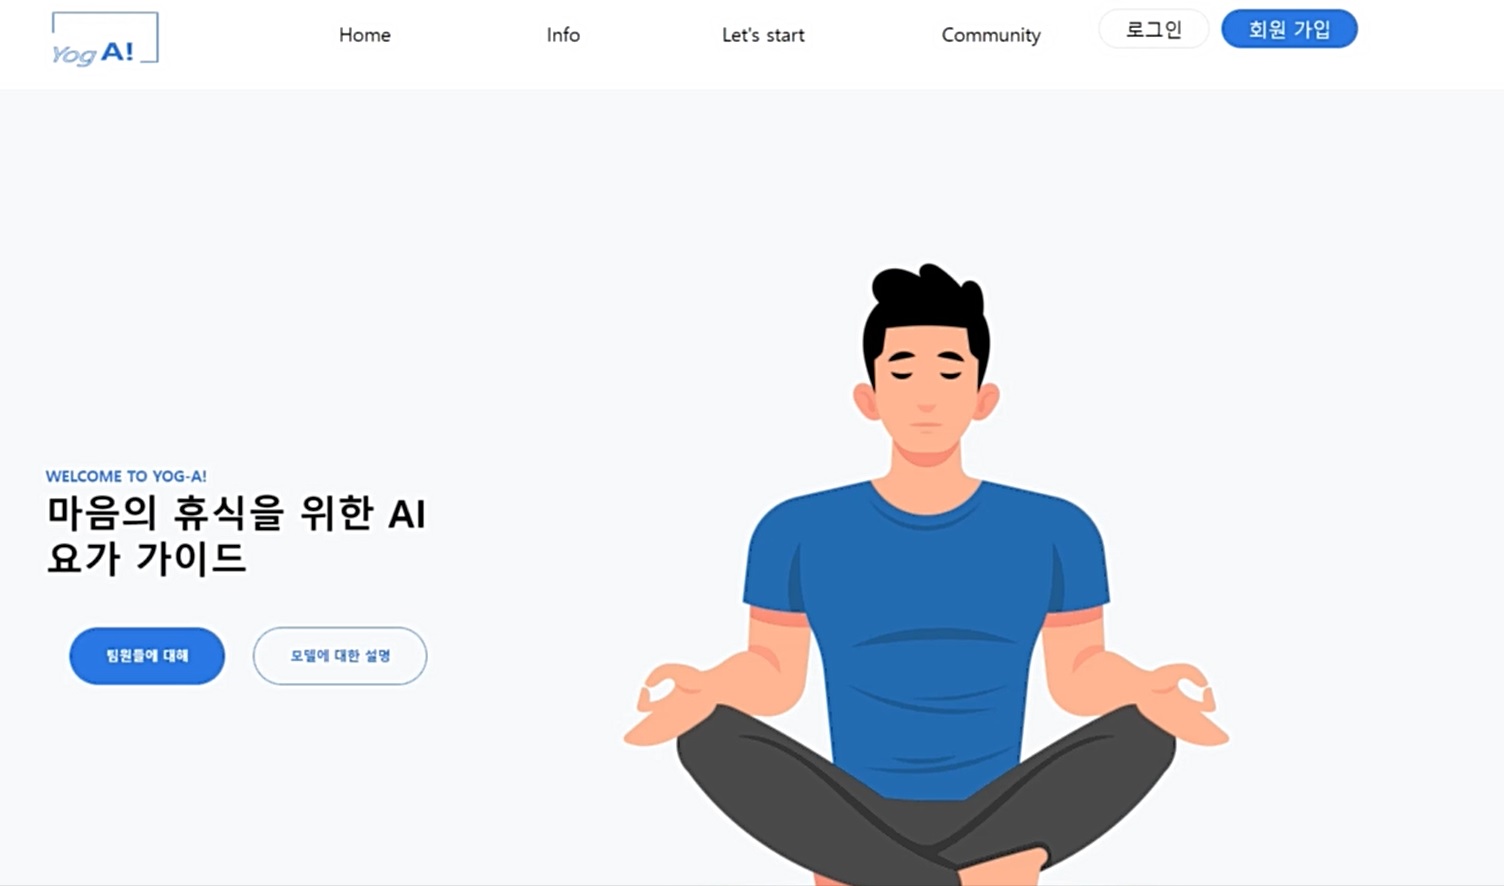 Yog A!
Home
Info
Let's start
Community
로그인
회원 가입
WELCOME TO YOG-A!
마음의 휴식을 위한 AI
요가 가이드
팀원들에 대해
모델에 대한 설명